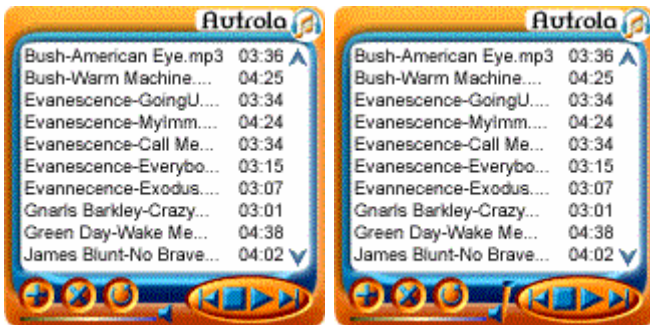 Autrola
Bush-American Eye.mp3 03:36
Bush-Warm Machine.... 04:25
Evanescence-GoingU.... 03:34
Evanescence-MyImm.... 04:24
Evanescence-Call Me... 03:34
Evanescence-Everybo... 03:15
Evannecence-Exodus.... 03:07
Gnarls Barkley-Crazy... 03:01
Green Day-Wake Me... 04:38
James Blunt-No Brave... 04:02
Autrola
Bush-American Eye.mp3 03:36
Bush-Warm Machine.... 04:25
Evanescence-GoingU.... 03:34
Evanescence-MyImm.... 04:24
Evanescence-Call Me... 03:34
Evanescence-Everybo... 03:15
Evannecence-Exodus.... 03:07
Gnarls Barkley-Crazy... 03:01
Green Day-Wake Me... 04:38
James Blunt-No Brave... 04:02